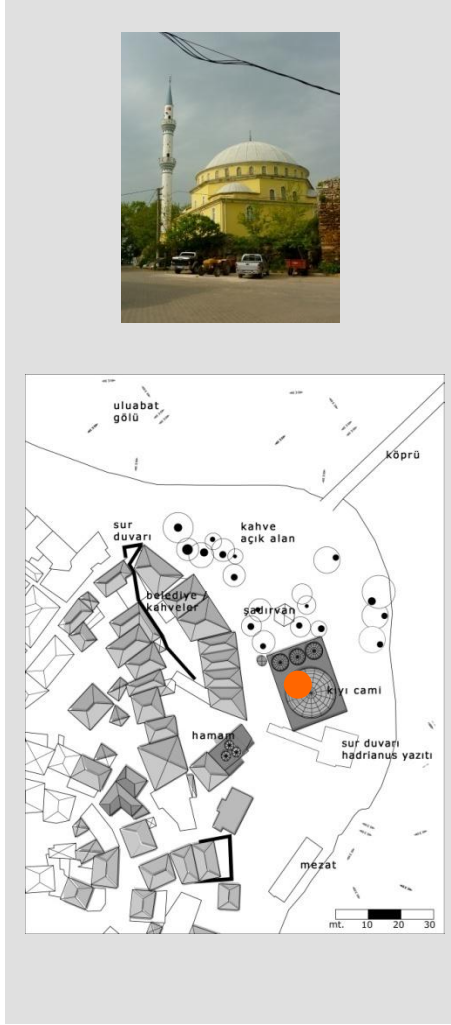 uluabat
gölü
köprü
sur
duvarı
kahve
açık alan
belediye /
kahveler
şadırvan
kıyı cami
hamam
sur duvarı
hadrianus yazıtı
mezat
mt. 10 20 30